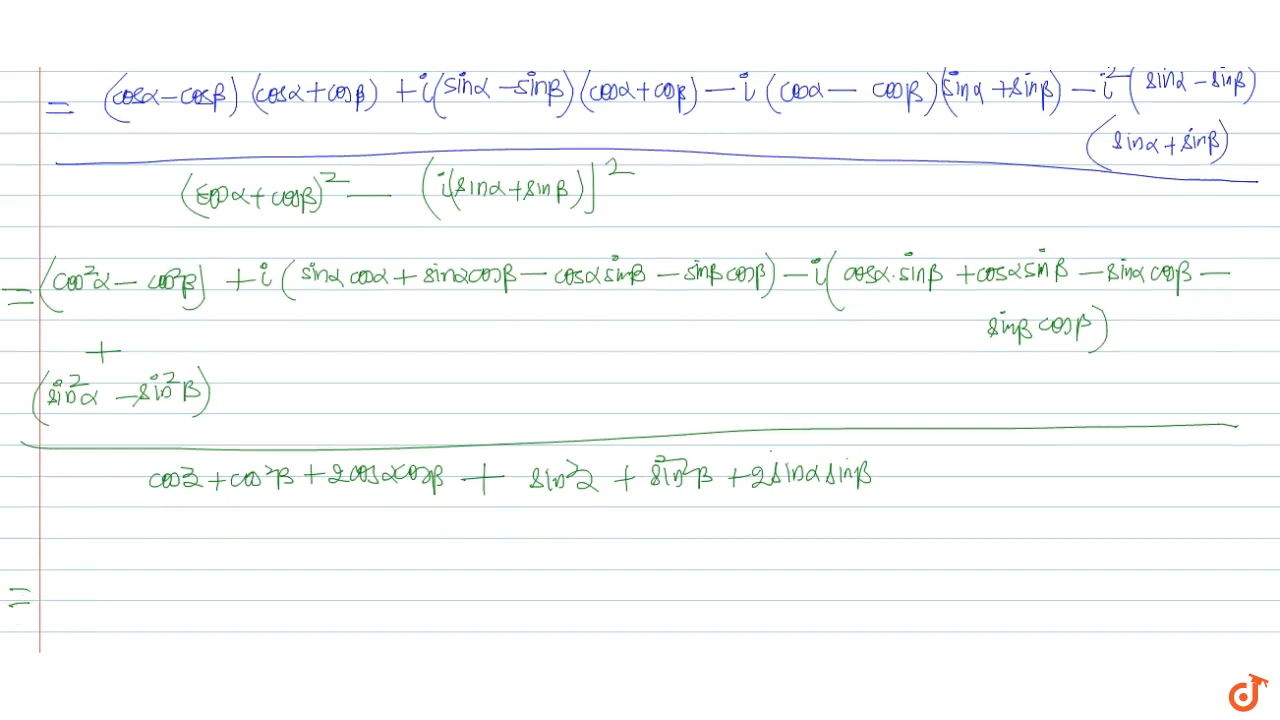 = (cosα − cosβ) (cosα + cosβ) + i(sinα − sinβ)(cosα + cosβ) − i (cosα − cosβ)(sinα + sinβ) − i² (sinα − sinβ)
(sinα + sinβ)
(cosα + cosβ)² − (i(sinα + sinβ)]²
= (cos²α − cos²β) + i (sinα cosα + sinα cosβ − cosα sinβ − sinβ cosβ) − i (cosα·sinβ + cosα sinβ − sinα cosβ −
sinβ cosβ)
+
(sin²α − sin²β)
cos²α + cos²β + 2cosα cosβ + sin²α + sin²β + 2sinα sinβ
=